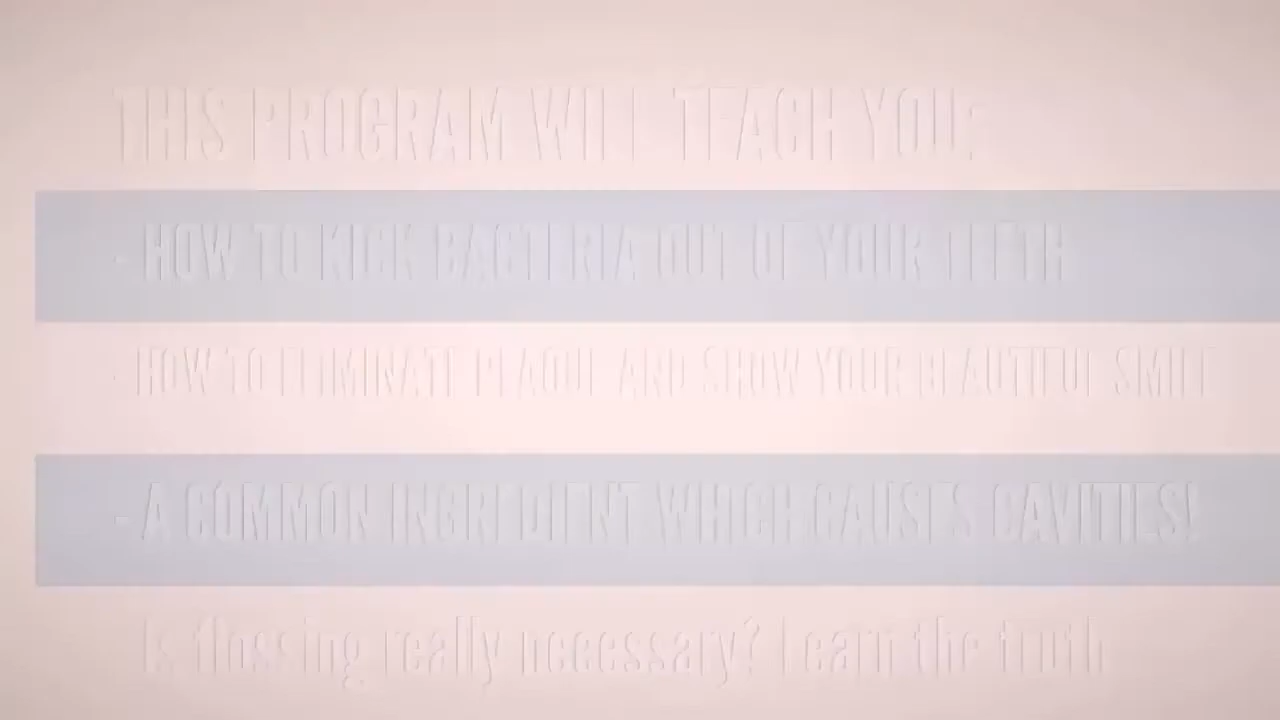 THIS PROGRAM WILL TEACH YOU:
- HOW TO KICK BACTERIA OUT OF YOUR TEETH
- HOW TO ELIMINATE PLAQUE AND SHOW YOUR BEAUTIFUL SMILE
- A COMMON INGREDIENT WHICH CAUSES CAVITIES!
Is flossing really necessary? Learn the truth